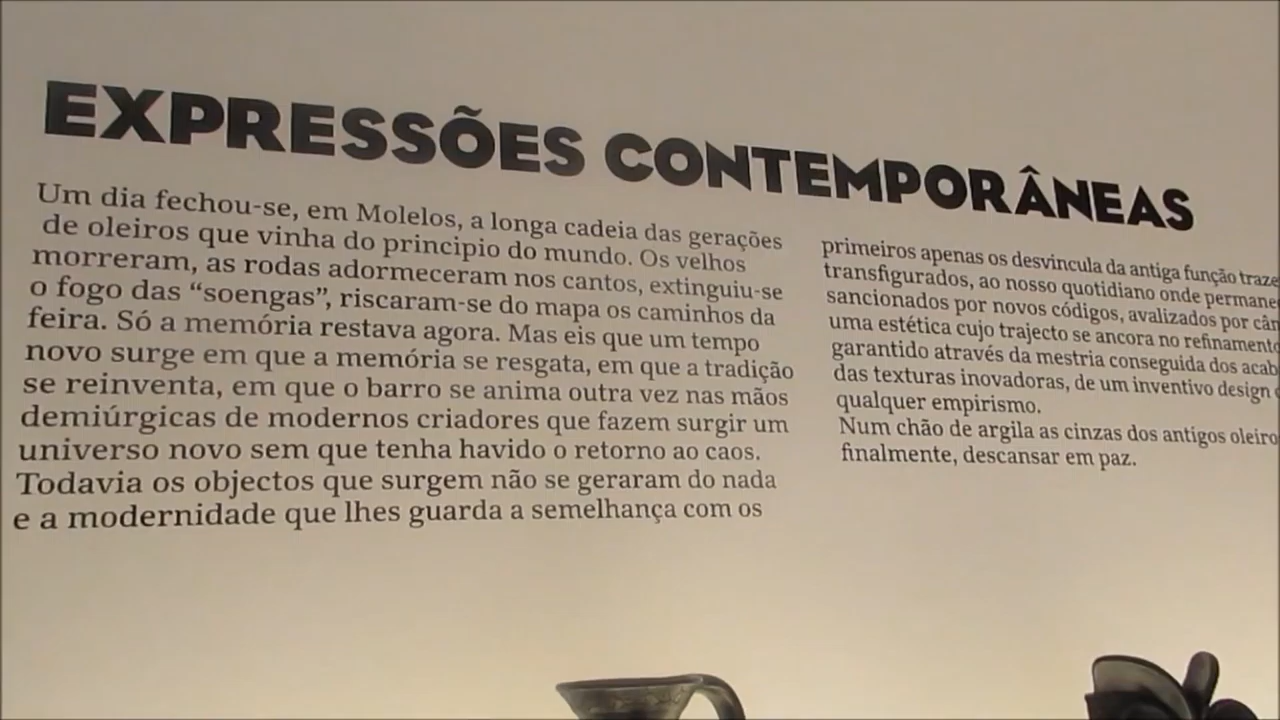 EXPRESSÕES CONTEMPORÂNEAS
Um dia fechou-se, em Molelos, a longa cadeia das gerações
de oleiros que vinha do principio do mundo. Os velhos
morreram, as rodas adormeceram nos cantos, extinguiu-se
o fogo das “soengas”, riscaram-se do mapa os caminhos da
feira. Só a memória restava agora. Mas eis que um tempo
novo surge em que a memória se resgata, em que a tradição
se reinventa, em que o barro se anima outra vez nas mãos
demiúrgicas de modernos criadores que fazem surgir um
universo novo sem que tenha havido o retorno ao caos.
Todavia os objectos que surgem não se geraram do nada
e a modernidade que lhes guarda a semelhança com os
primeiros apenas os desvincula da antiga função
transfigurados, ao nosso quotidiano onde
sancionados por novos códigos, avalizados por
uma estética cujo trajecto se ancora no refinamento
garantido através da mestria conseguida dos
das texturas inovadoras, de um inventivo design
qualquer empirismo.
Num chão de argila as cinzas dos antigos
finalmente, descansar em paz.